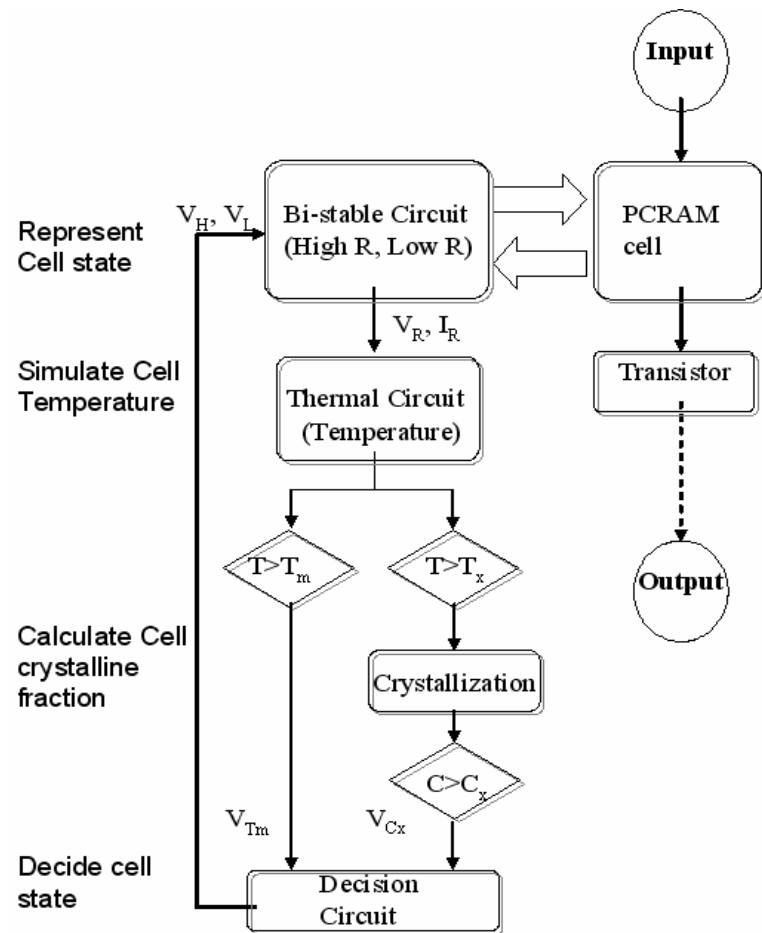 Input
V_H, V_L
Bi-stable Circuit
(High R, Low R)
PCRAM
cell
Represent
Cell state
V_R, I_R
Simulate Cell
Temperature
Thermal Circuit
(Temperature)
Transistor
T>T_m
T>T_x
Output
Calculate Cell
crystalline
fraction
Crystallization
C>C_x
V_Tm
V_Cx
Decide cell
state
Decision
Circuit